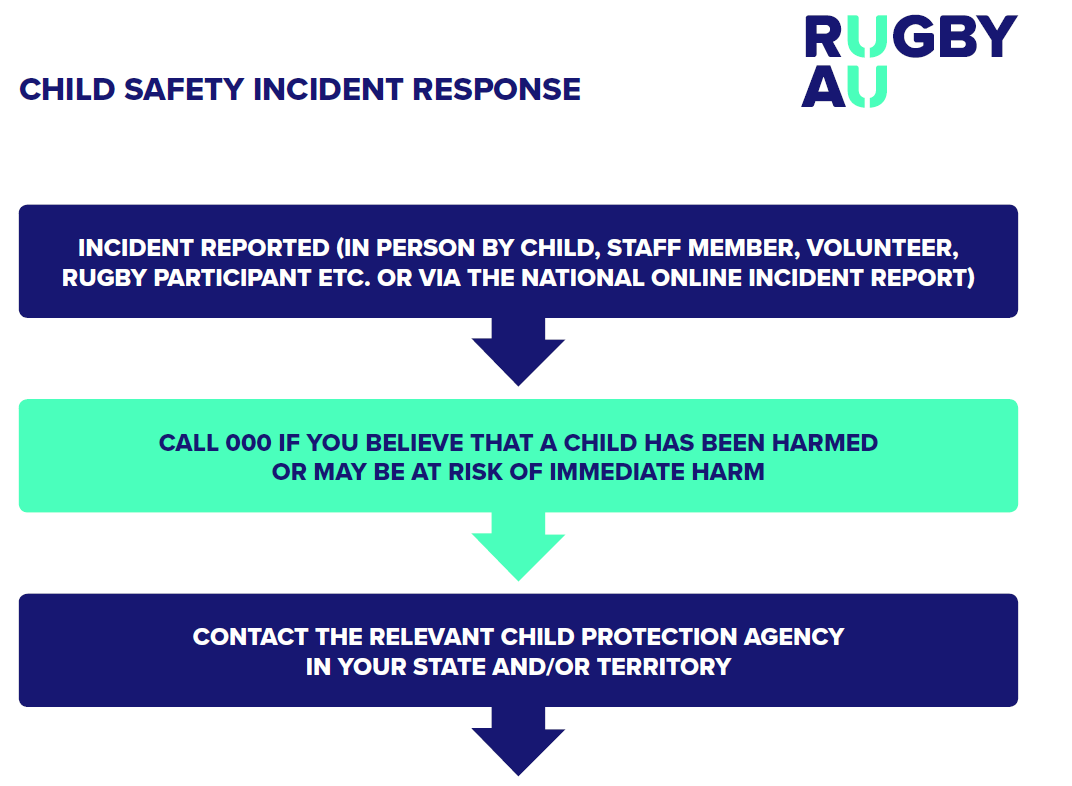 RUGBY
AU
CHILD SAFETY INCIDENT RESPONSE
INCIDENT REPORTED (IN PERSON BY CHILD, STAFF MEMBER, VOLUNTEER,
RUGBY PARTICIPANT ETC. OR VIA THE NATIONAL ONLINE INCIDENT REPORT)
CALL 000 IF YOU BELIEVE THAT A CHILD HAS BEEN HARMED
OR MAY BE AT RISK OF IMMEDIATE HARM
CONTACT THE RELEVANT CHILD PROTECTION AGENCY
IN YOUR STATE AND/OR TERRITORY